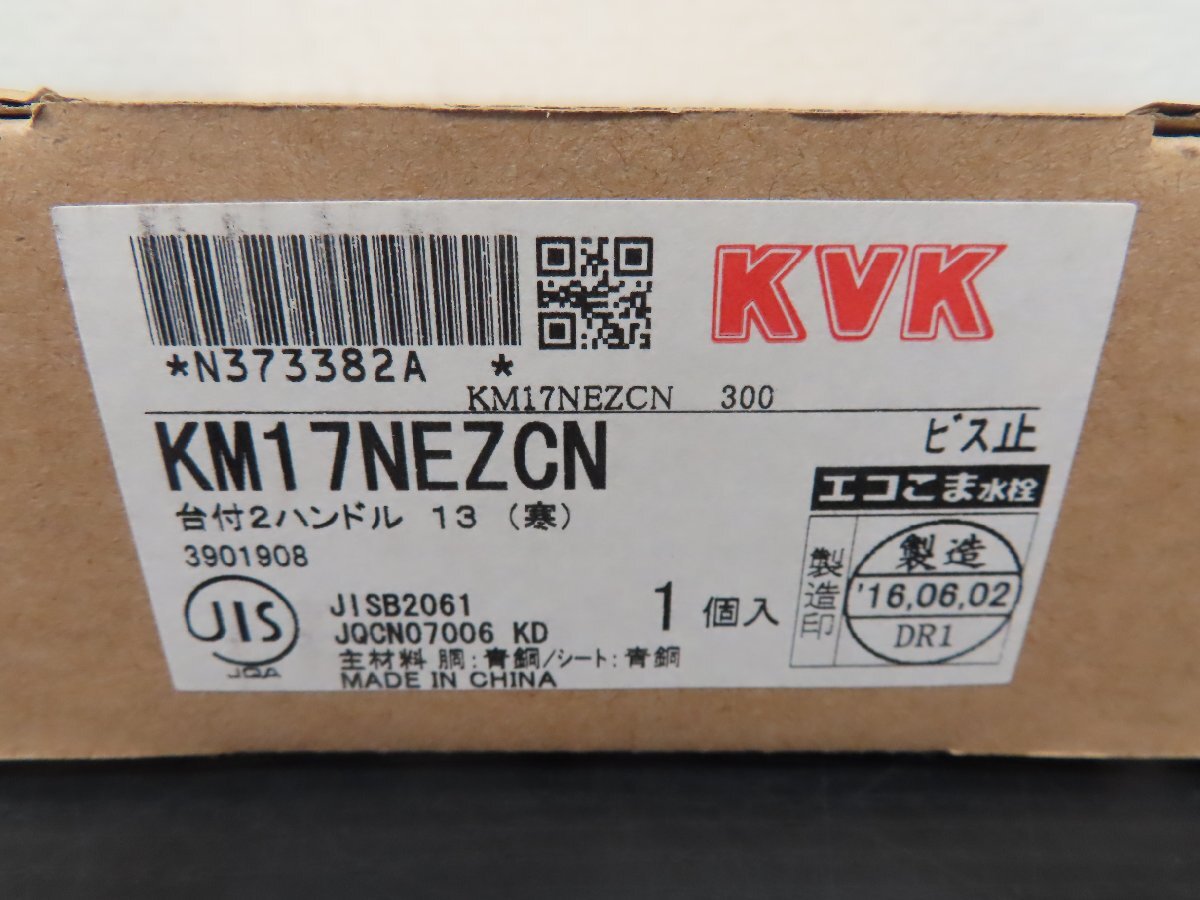 KVK
*N373382A *
KM17NEZCN 300
KM17NEZCN
ビス止
エコこま水栓
台付2ハンドル 13 (寒)
3901908
JIS
JQA
JISB2061
JQCN07006 KD
主材料 胴:青銅/シート:青銅
MADE IN CHINA
1個入
製造印
製造
'16,06,02
DR1